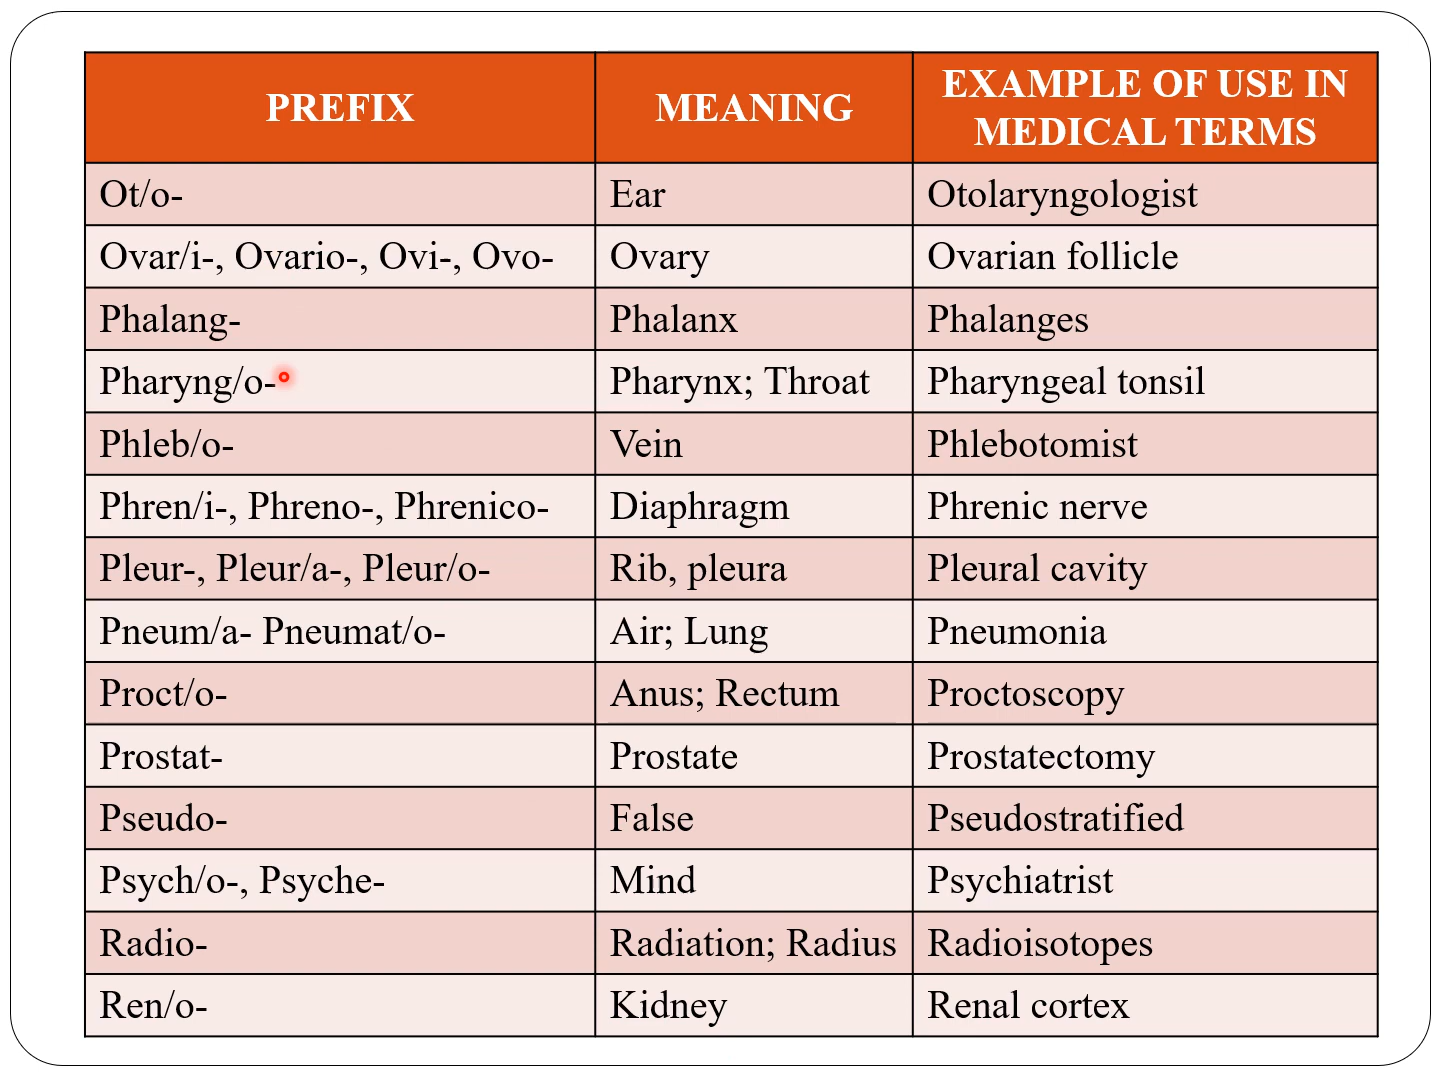 PREFIX MEANING EXAMPLE OF USE IN
MEDICAL TERMS
Ot/o- Ear Otolaryngologist
Ovar/i-, Ovario-, Ovi-, Ovo- Ovary Ovarian follicle
Phalang- Phalanx Phalanges
Pharyng/o- Pharynx; Throat Pharyngeal tonsil
Phleb/o- Vein Phlebotomist
Phren/i-, Phreno-, Phrenico- Diaphragm Phrenic nerve
Pleur-, Pleur/a-, Pleur/o- Rib, pleura Pleural cavity
Pneum/a- Pneumat/o- Air; Lung Pneumonia
Proct/o- Anus; Rectum Proctoscopy
Prostat- Prostate Prostatectomy
Pseudo- False Pseudostratified
Psych/o-, Psyche- Mind Psychiatrist
Radio- Radiation; Radius Radioisotopes
Ren/o- Kidney Renal cortex